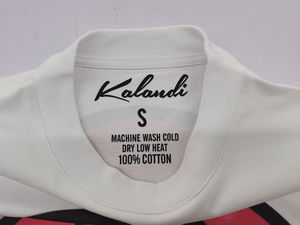 Kalandi
S
MACHINE WASH COLD
DRY LOW HEAT
100% COTTON